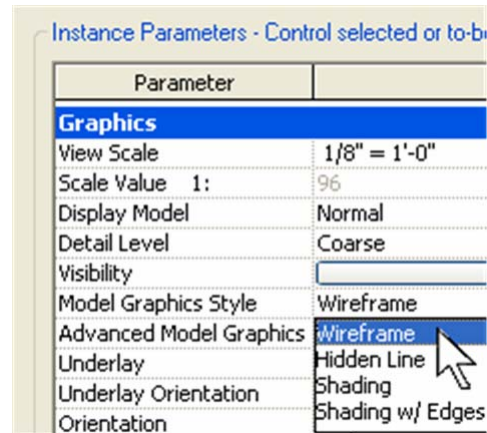 Instance Parameters - Control selected or to-b
Parameter
Graphics
View Scale 1/8" = 1'-0"
Scale Value 1: 96
Display Model Normal
Detail Level Coarse
Visibility
Model Graphics Style Wireframe
Advanced Model Graphics Wireframe
Underlay Hidden Line
Underlay Orientation Shading
Orientation Shading w/ Edges